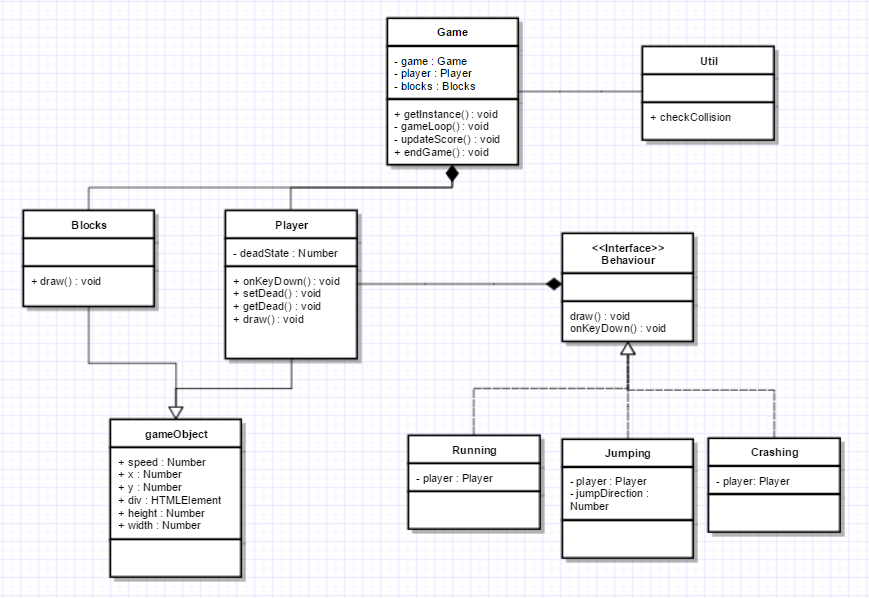 Game
- game : Game
- player : Player
- blocks : Blocks
+ getInstance() : void
- gameLoop() : void
- updateScore() : void
+ endGame() : void
Util
+ checkCollision
Blocks
+ draw() : void
Player
- deadState : Number
+ onKeyDown() : void
+ setDead() : void
+ getDead() : void
+ draw() : void
<<Interface>>
Behaviour
draw() : void
onKeyDown() : void
gameObject
+ speed : Number
+ x : Number
+ y : Number
+ div : HTMLElement
+ height : Number
+ width : Number
Running
- player : Player
Jumping
- player : Player
- jumpDirection :
Number
Crashing
- player: Player